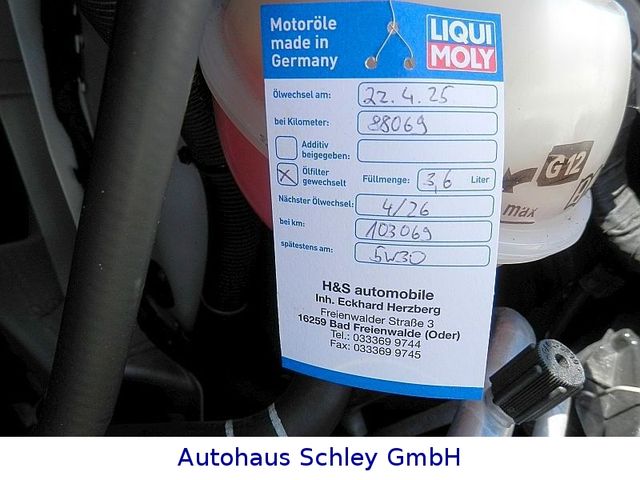 Motoröle
made in
Germany
LIQUI
MOLY
Ölwechsel am: 22.4.25
bei Kilometer: 88069
Additiv
beigegeben:
Ölfilter
gewechselt
Füllmenge: 3,6 Liter
Nächster Ölwechsel: 4/26
bei km: 103069
spätestens am: 5W30
H&S automobile
Inh. Eckhard Herzberg
Freienwalder Straße 3
16259 Bad Freienwalde (Oder)
Tel.: 033369 9744
Fax: 033369 9745
G12
max
Autohaus Schley GmbH